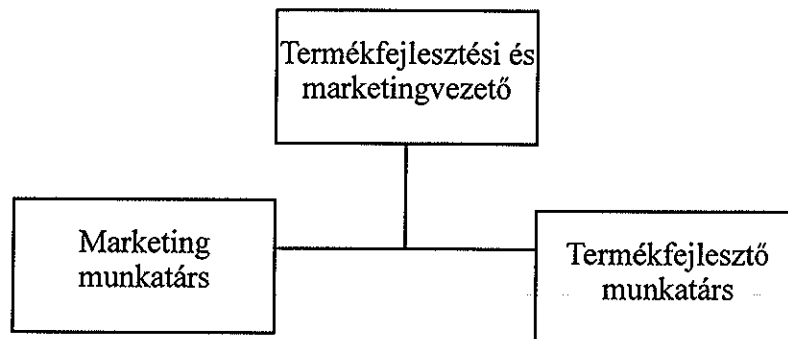 Termékfejlesztési és
marketingvezető
Marketing
munkatárs
Termékfejlesztő
munkatárs